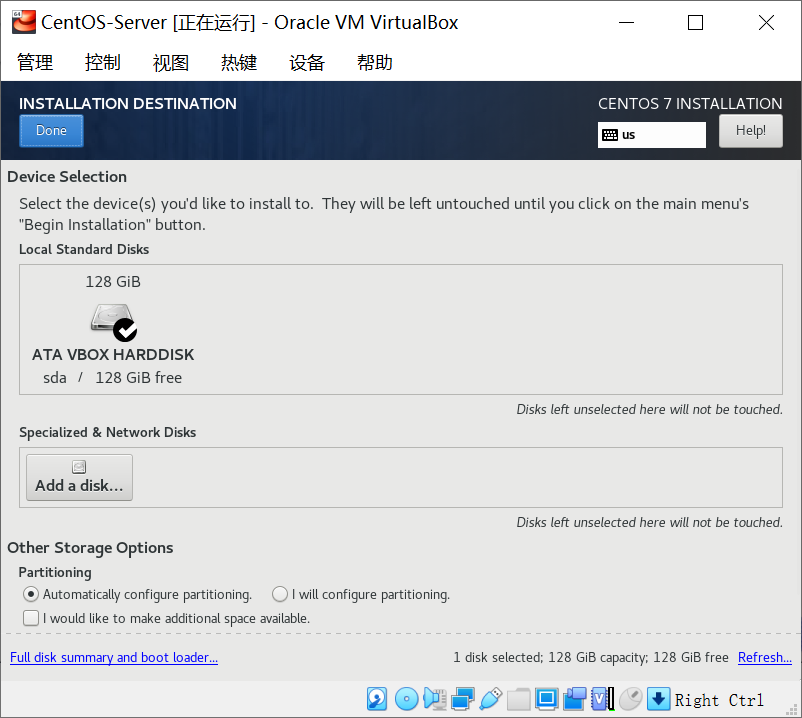 CentOS-Server [正在运行] - Oracle VM VirtualBox
管理 控制 视图 热键 设备 帮助
INSTALLATION DESTINATION
CENTOS 7 INSTALLATION
Done
us
Help!
Device Selection
Select the device(s) you'd like to install to.  They will be left untouched until you click on the main menu's
"Begin Installation" button.
Local Standard Disks
128 GiB
ATA VBOX HARDDISK
sda / 128 GiB free
Disks left unselected here will not be touched.
Specialized & Network Disks
Add a disk...
Disks left unselected here will not be touched.
Other Storage Options
Partitioning
Automatically configure partitioning. I will configure partitioning.
I would like to make additional space available.
Full disk summary and boot loader... 1 disk selected; 128 GiB capacity; 128 GiB free Refresh...
Right Ctrl